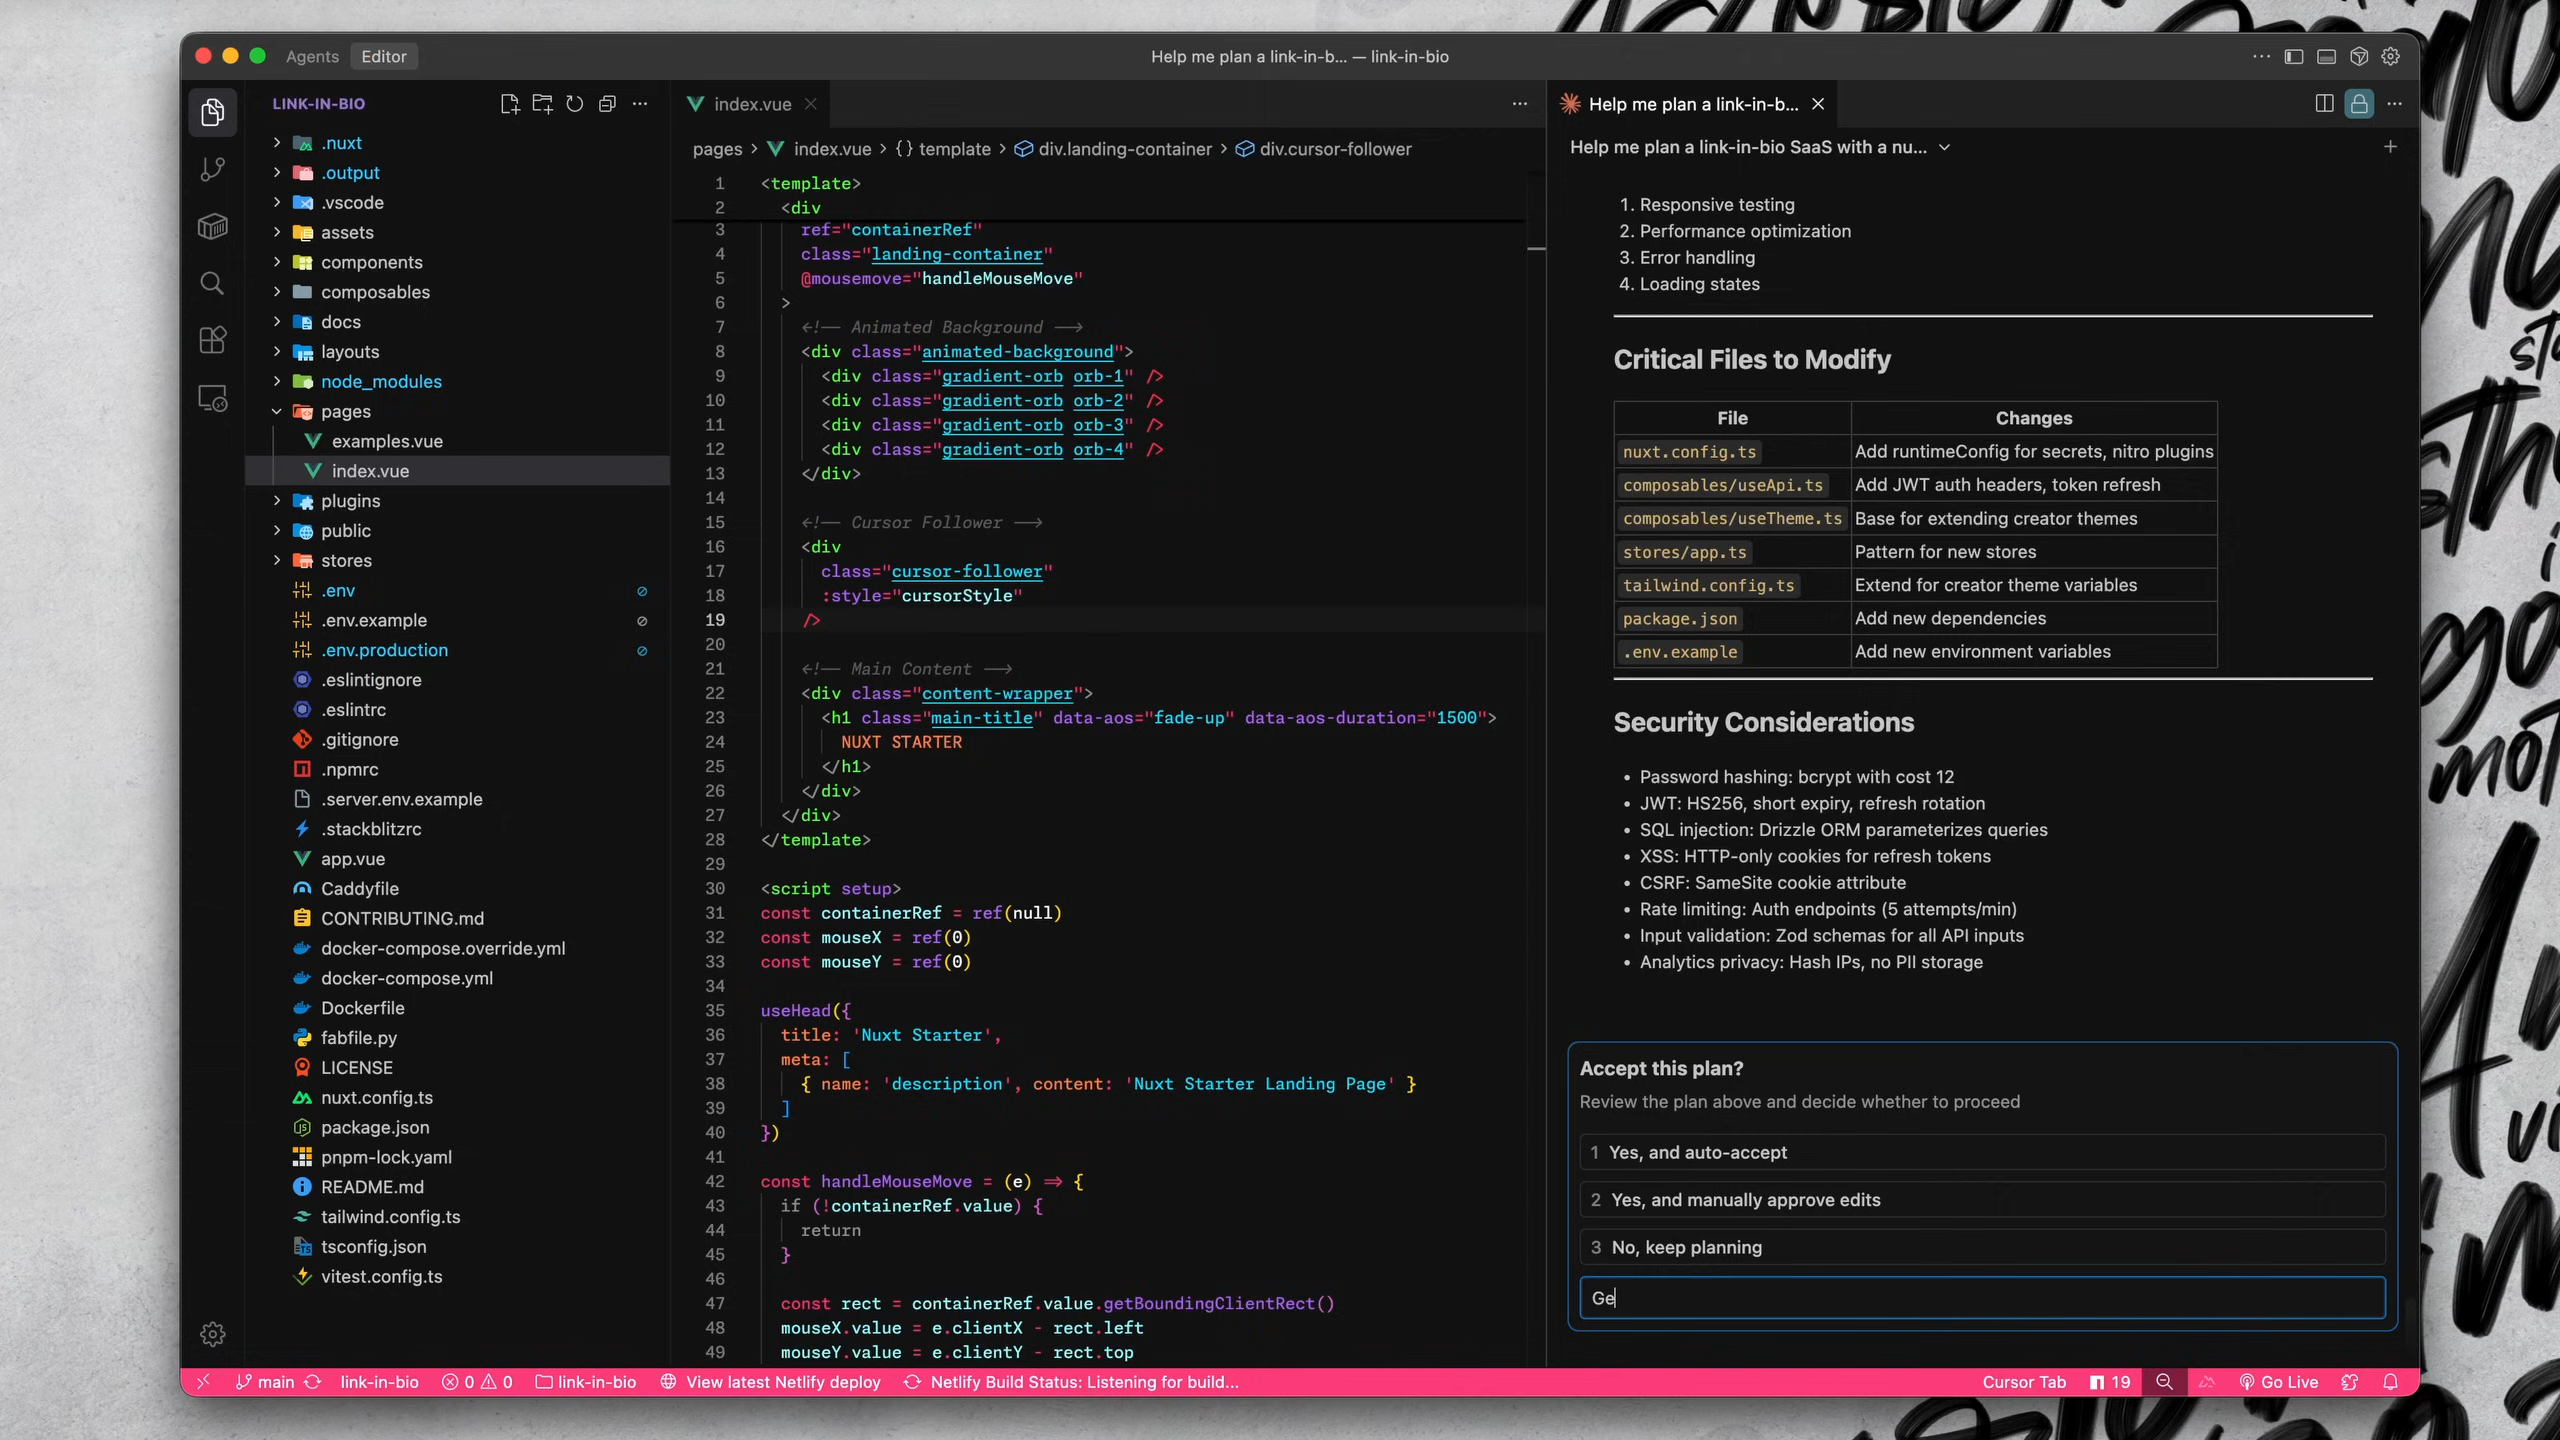 Agents Editor
Help me plan a link-in-b... — link-in-bio
LINK-IN-BIO
.nuxt
.output
.vscode
assets
components
composables
docs
layouts
node_modules
pages
examples.vue
index.vue
plugins
public
stores
.env
.env.example
.env.production
.eslintignore
.eslintrc
.gitignore
.npmrc
.server.env.example
.stackblitzrc
app.vue
Caddyfile
CONTRIBUTING.md
docker-compose.override.yml
docker-compose.yml
Dockerfile
fabfile.py
LICENSE
nuxt.config.ts
package.json
pnpm-lock.yaml
README.md
tailwind.config.ts
tsconfig.json
vitest.config.ts
index.vue
pages > index.vue > {} template > div.landing-container > div.cursor-follower
1 <template>
2 <div
3 ref="containerRef"
4 class="landing-container"
5 @mousemove="handleMouseMove"
6 >
7 <!-- Animated Background -->
8 <div class="animated-background">
9 <div class="gradient-orb orb-1" />
10 <div class="gradient-orb orb-2" />
11 <div class="gradient-orb orb-3" />
12 <div class="gradient-orb orb-4" />
13 </div>
14
15 <!-- Cursor Follower -->
16 <div
17 class="cursor-follower"
18 :style="cursorStyle"
19 />
20
21 <!-- Main Content -->
22 <div class="content-wrapper">
23 <h1 class="main-title" data-aos="fade-up" data-aos-duration="1500">
24 NUXT STARTER
25 </h1>
26 </div>
27 </div>
28 </template>
29
30 <script setup>
31 const containerRef = ref(null)
32 const mouseX = ref(0)
33 const mouseY = ref(0)
34
35 useHead({
36 title: 'Nuxt Starter',
37 meta: [
38 { name: 'description', content: 'Nuxt Starter Landing Page' }
39 ]
40 })
41
42 const handleMouseMove = (e) => {
43 if (!containerRef.value) {
44 return
45 }
46
47 const rect = containerRef.value.getBoundingClientRect()
48 mouseX.value = e.clientX - rect.left
49 mouseY.value = e.clientY - rect.top
Help me plan a link-in-b...
Help me plan a link-in-bio SaaS with a nu...
1. Responsive testing
2. Performance optimization
3. Error handling
4. Loading states
Critical Files to Modify
File Changes
nuxt.config.ts Add runtimeConfig for secrets, nitro plugins
composables/useApi.ts Add JWT auth headers, token refresh
composables/useTheme.ts Base for extending creator themes
stores/app.ts Pattern for new stores
tailwind.config.ts Extend for creator theme variables
package.json Add new dependencies
.env.example Add new environment variables
Security Considerations
• Password hashing: bcrypt with cost 12
• JWT: HS256, short expiry, refresh rotation
• SQL injection: Drizzle ORM parameterizes queries
• XSS: HTTP-only cookies for refresh tokens
• CSRF: SameSite cookie attribute
• Rate limiting: Auth endpoints (5 attempts/min)
• Input validation: Zod schemas for all API inputs
• Analytics privacy: Hash IPs, no PII storage
Accept this plan?
Review the plan above and decide whether to proceed
1 Yes, and auto-accept
2 Yes, and manually approve edits
3 No, keep planning
Ge
main link-in-bio 0 0 link-in-bio View latest Netlify deploy Netlify Build Status: Listening for build... Cursor Tab 19 Go Live